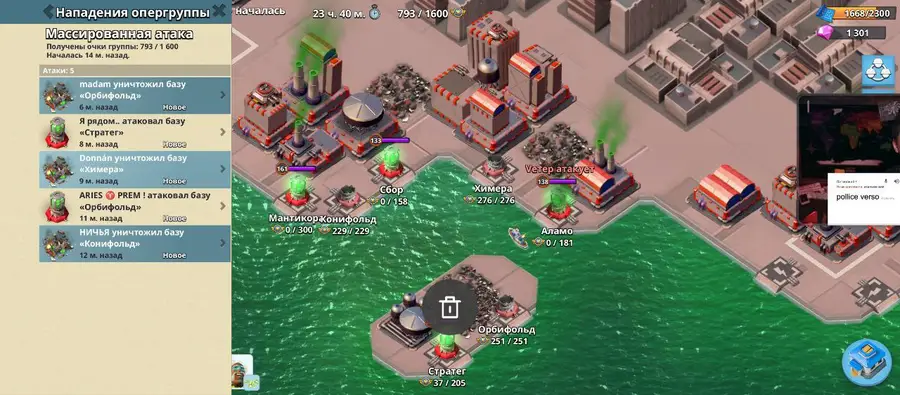 Нападения опергруппы
Массированная атака
Получены очки группы: 793 / 1 600
Началась 14 м. назад.
Атаки: 5
madam уничтожил базу
«Орбифольд»
6 м. назад
Новое
Я рядом.. атаковал базу
«Стратег»
8 м. назад
Новое
Donnán уничтожил базу
«Химера»
9 м. назад
Новое
ARIES ♈ PREM ! атаковал базу
«Орбифольд»
11 м. назад
Новое
НИЧЬЯ уничтожил базу
«Конифольд»
12 м. назад
Новое
началась
23 ч. 40 м.
793 / 1600
1668/2300
1 301
133
161
Сбор
0 / 158
Мантикор
0 / 300
Конифольд
229 / 229
Химера
276 / 276
Ветер атакует
138
Аламо
0 / 181
Орбифольд
251 / 251
Стратег
37 / 205
pollice verso